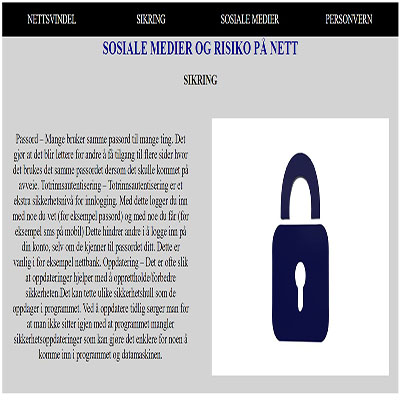 NETTSVINDEL SIKRING SOSIALE MEDIER PERSONVERN
SOSIALE MEDIER OG RISIKO PÅ NETT
SIKRING
Passord – Mange bruker samme passord til mange ting. Det
gjør at det blir lettere for andre å få tilgang til flere sider hvor
det brukes det samme passordet dersom det skulle kommet på
avveie. Totrinnsautentisering – Totrinnsautentisering er et
ekstra sikkerhetsnivå for innlogging. Med dette logger du inn
med noe du vet (for eksempel passord) og med noe du får (for
eksempel sms på mobil) Dette hindrer andre i å logge inn på
din konto, selv om de kjenner til passordet ditt. Dette er
vanlig i for eksempel nettbank. Oppdatering – Det er ofte slik
at oppdateringer hjelper med å opprettholde/forbedre
sikkerheten.Det kan tette ulike sikkerhetshull som de
oppdager i programmet. Ved å oppdatere tidlig sørger man for
at man ikke sitter igjen med at programmet mangler
sikkerhetsoppdateringer som kan gjøre det enklere for noen å
komme inn i programmet og datamaskinen.